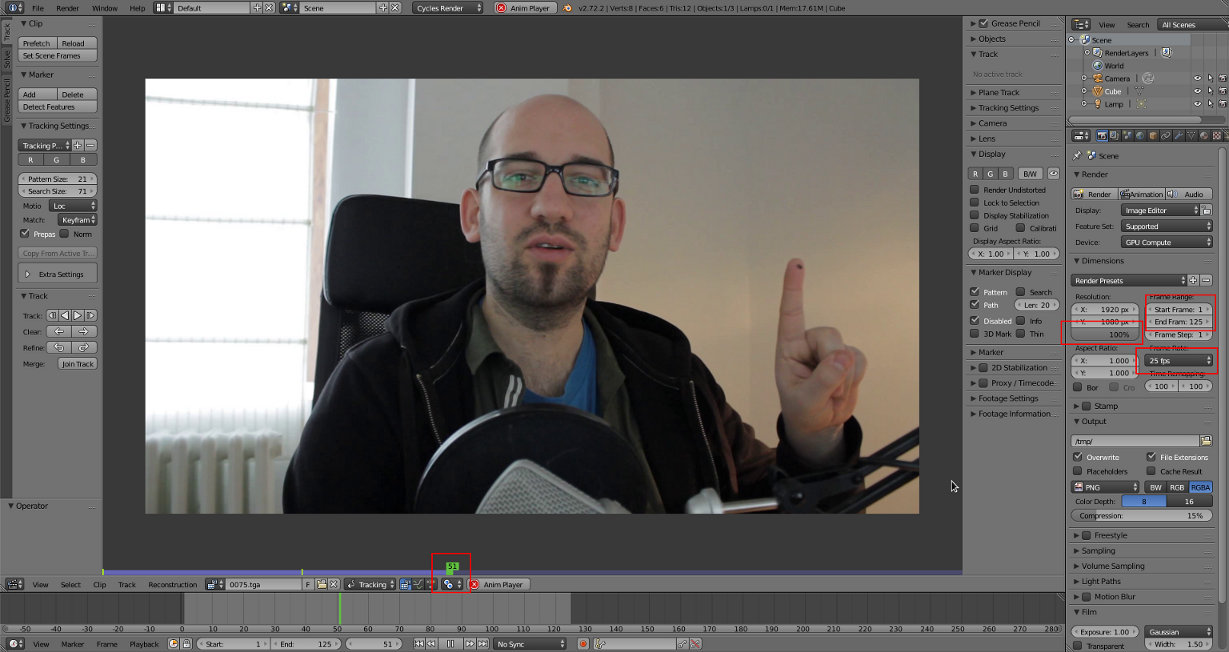 File Render Window Help Default Scene Cycles Render Anim Player v2.72.2 | Verts:8 | Faces:6 | Tris:12 | Objects:1/3 | Lamps:0/1 | Mem:17.61M | Cube
Track
Solve
Grease Pencil
Clip
Prefetch Reload
Set Scene Frames
Marker
Add Delete
Detect Features
Tracking Settings...
Tracking P...
R G B
Pattern Size: 21
Search Size: 71
Motio Loc
Match: Keyfram
Prepas Norm
Copy From Active Tr...
Extra Settings
Track
Track:
Clear:
Refine:
Merge: Join Track
Operator
Grease Pencil
Objects
Track
No active track
Plane Track
Tracking Settings
Camera
Lens
Display
R G B B/W
Render Undistorted
Lock to Selection
Display Stabilization
Grid Calibrati
Display Aspect Ratio:
X: 1.00 Y: 1.00
Marker Display
Pattern Search
Path Len: 20
Disabled Info
3D Mark Thin
Marker
2D Stabilization
Proxy / Timecode
Footage Settings
Footage Information
View Search All Scenes
Scene
RenderLayers
World
Camera
Cube
Lamp
Scene
Render
Render Animation Audio
Display: Image Editor
Feature Set: Supported
Device: GPU Compute
Dimensions
Render Presets
Resolution: Frame Range:
X: 1920 px Start Frame: 1
Y: 1080 px End Fram: 125
100% Frame Step: 1
Aspect Ratio: Frame Rate:
X: 1.000 25 fps
Y: 1.000 Time Remapping:
Bor Cro 100 100
Stamp
Output
/tmp/
Overwrite File Extensions
Placeholders Cache Result
PNG BW RGB RGBA
Color Depth: 8 16
Compression: 15%
Freestyle
Sampling
Volume Sampling
Light Paths
Motion Blur
Film
Exposure: 1.00 Gaussian
Transparent Width: 1.50
51
View Select Clip Track Reconstruction 0075.tga F Tracking Anim Player
-50 -40 -30 -20 -10 0 10 20 30 40 50 60 70 80 90 100 110 120 130 140 150 160 170 180 190 200 210 220 230 240 250 260 270 280
View Marker Frame Playback Start: 1 End: 125 51 No Sync